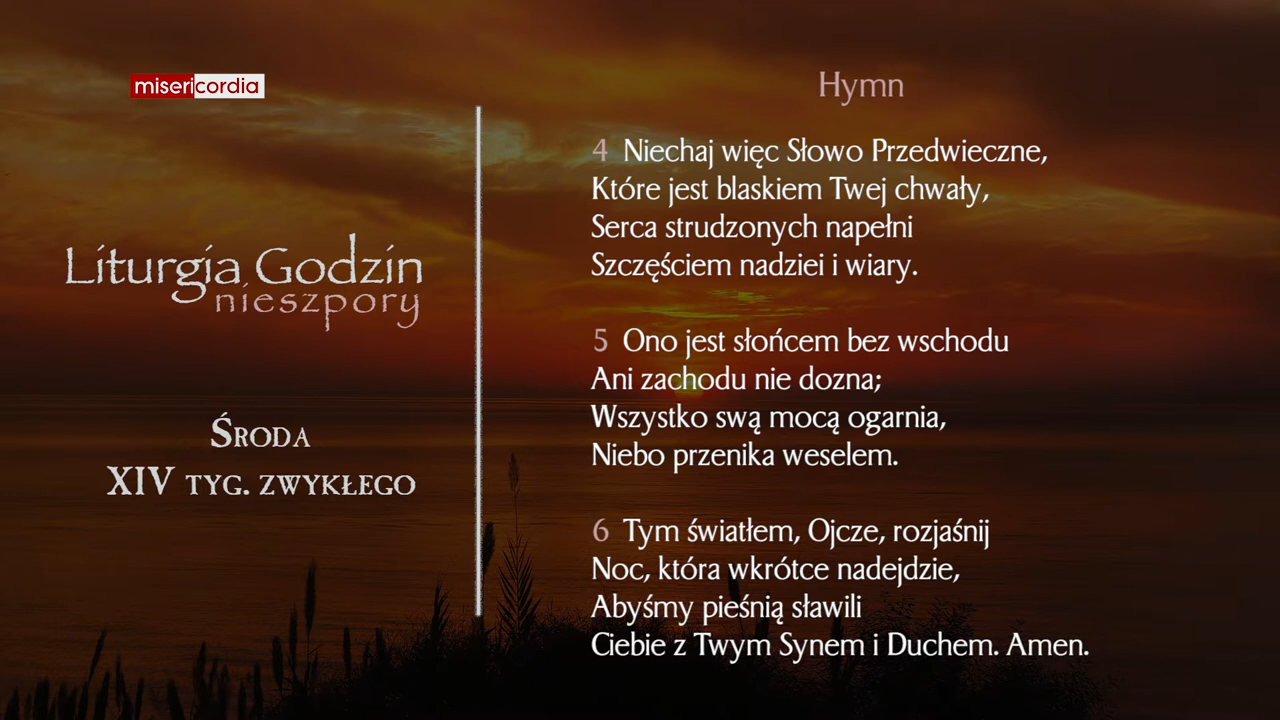 misericordia
Liturgia Godzin
nieszpory
Środa
XIV tyg. zwykłego
Hymn
4 Niechaj więc Słowo Przedwieczne,
Które jest blaskiem Twej chwały,
Serca strudzonych napełni
Szczęściem nadziei i wiary.
5 Ono jest słońcem bez wschodu
Ani zachodu nie dozna;
Wszystko swą mocą ogarnia,
Niebo przenika weselem.
6 Tym światłem, Ojcze, rozjaśnij
Noc, która wkrótce nadejdzie,
Abyśmy pieśnią sławili
Ciebie z Twym Synem i Duchem. Amen.